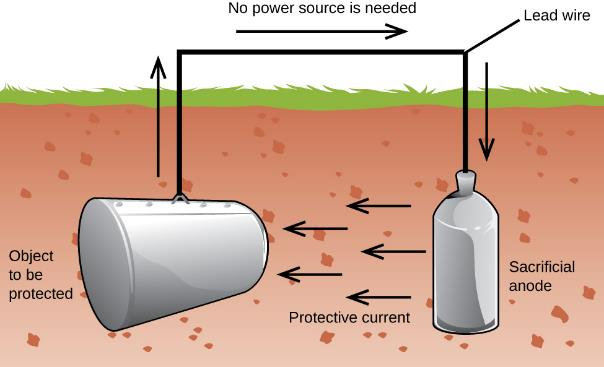 No power source is needed
Lead wire
Object
to be
protected
Sacrificial
anode
Protective current